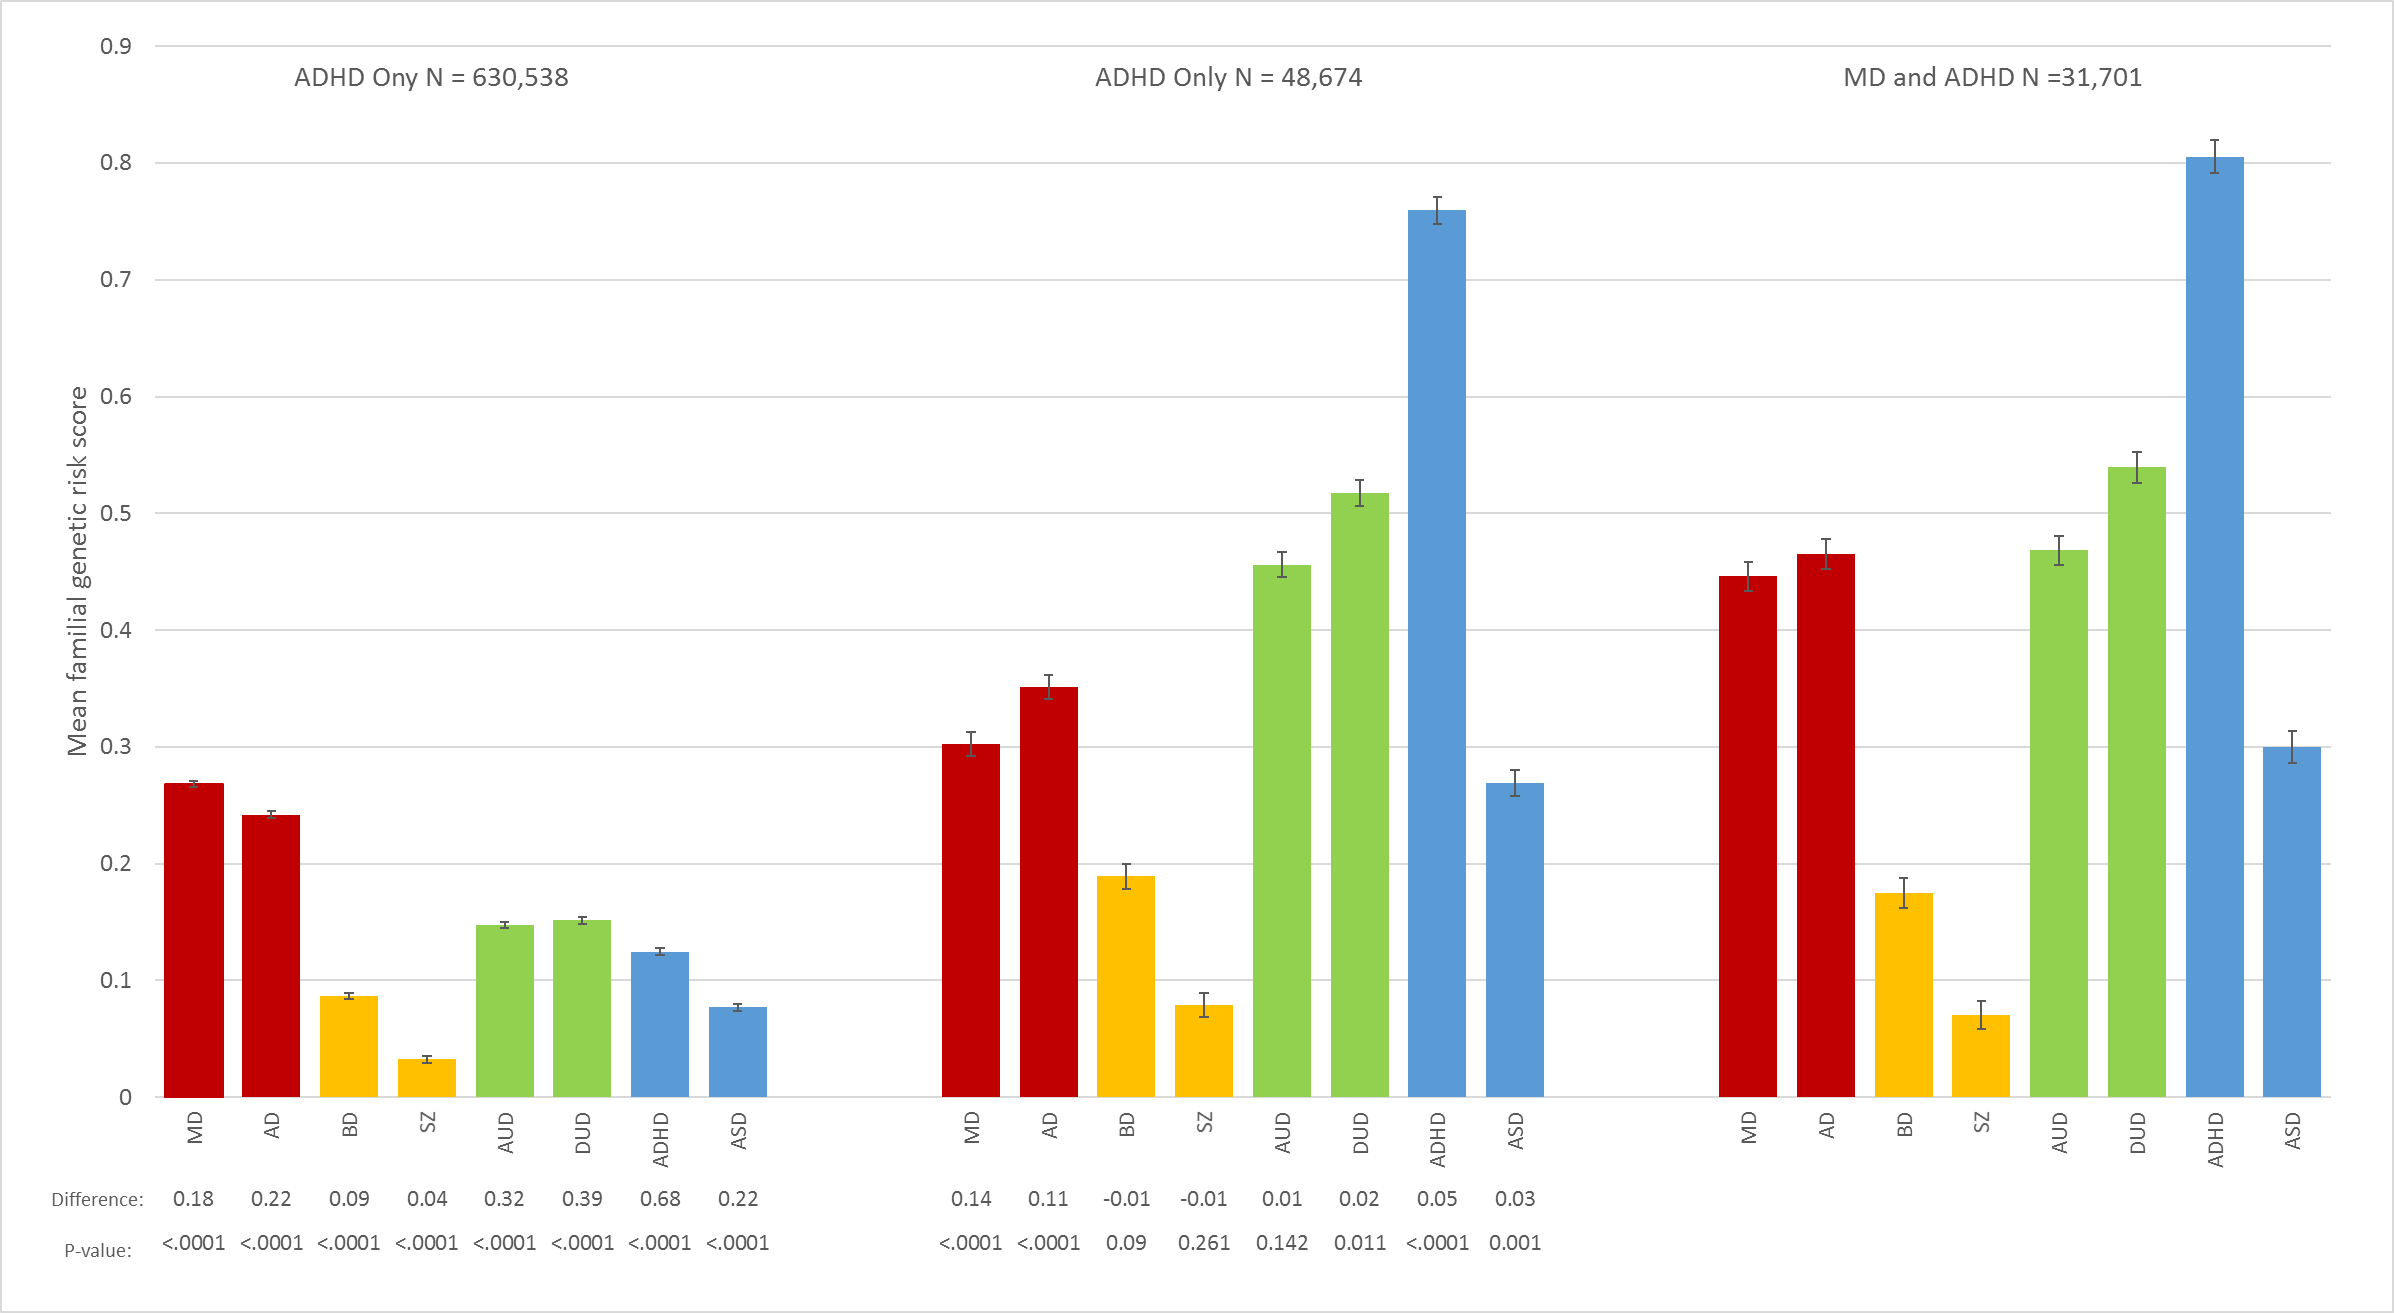 0.9
ADHD Ony N = 630,538
ADHD Only N = 48,674
MD and ADHD N =31,701
0.8
0.7
0.6
0.5
0.4
0.3
0.2
0.1
0
Mean familial genetic risk score
MD AD BD SZ AUD DUD ADHD ASD
MD AD BD SZ AUD DUD ADHD ASD
MD AD BD SZ AUD DUD ADHD ASD
Difference: 0.18 0.22 0.09 0.04 0.32 0.39 0.68 0.22 0.14 0.11 -0.01 -0.01 0.01 0.02 0.05 0.03
P-value: <.0001 <.0001 <.0001 <.0001 <.0001 <.0001 <.0001 <.0001 <.0001 <.0001 0.09 0.261 0.142 0.011 <.0001 0.001